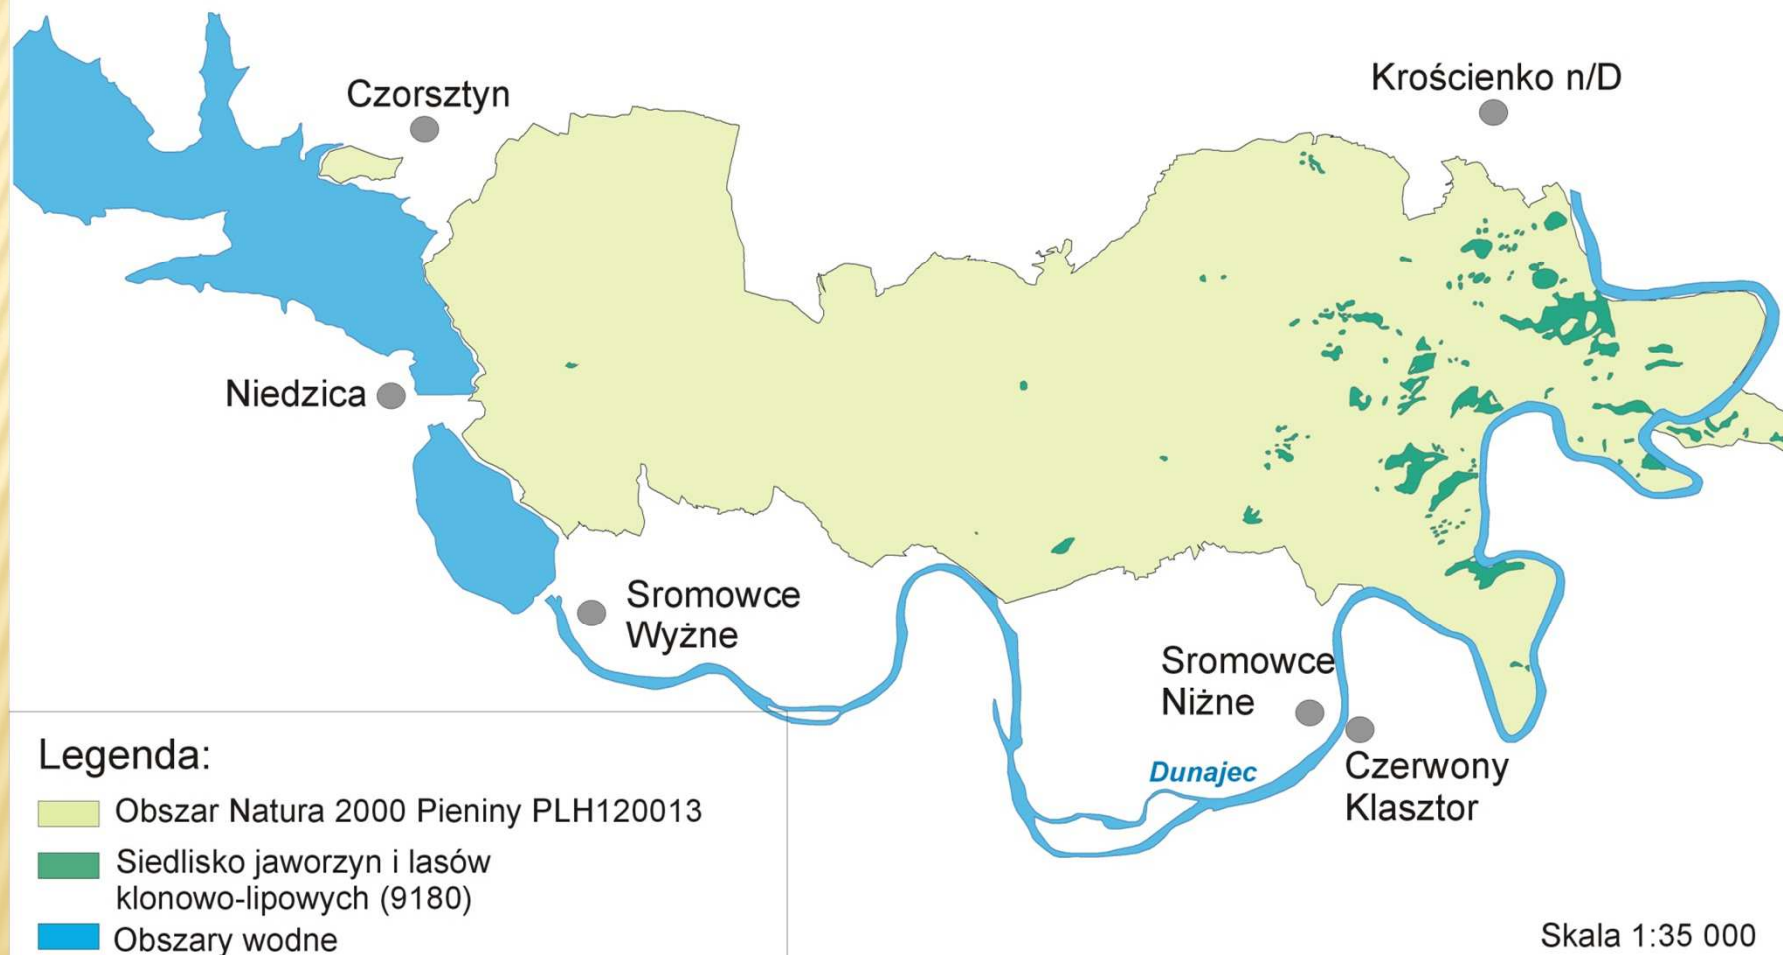 Czorsztyn
Krościenko n/D
Niedzica
Sromowce
Wyżne
Sromowce
Niżne
Dunajec
Czerwony
Klasztor
Legenda:
Obszar Natura 2000 Pieniny PLH120013
Siedlisko jaworzyn i lasów
klonowo-lipowych (9180)
Obszary wodne
Skala 1:35 000